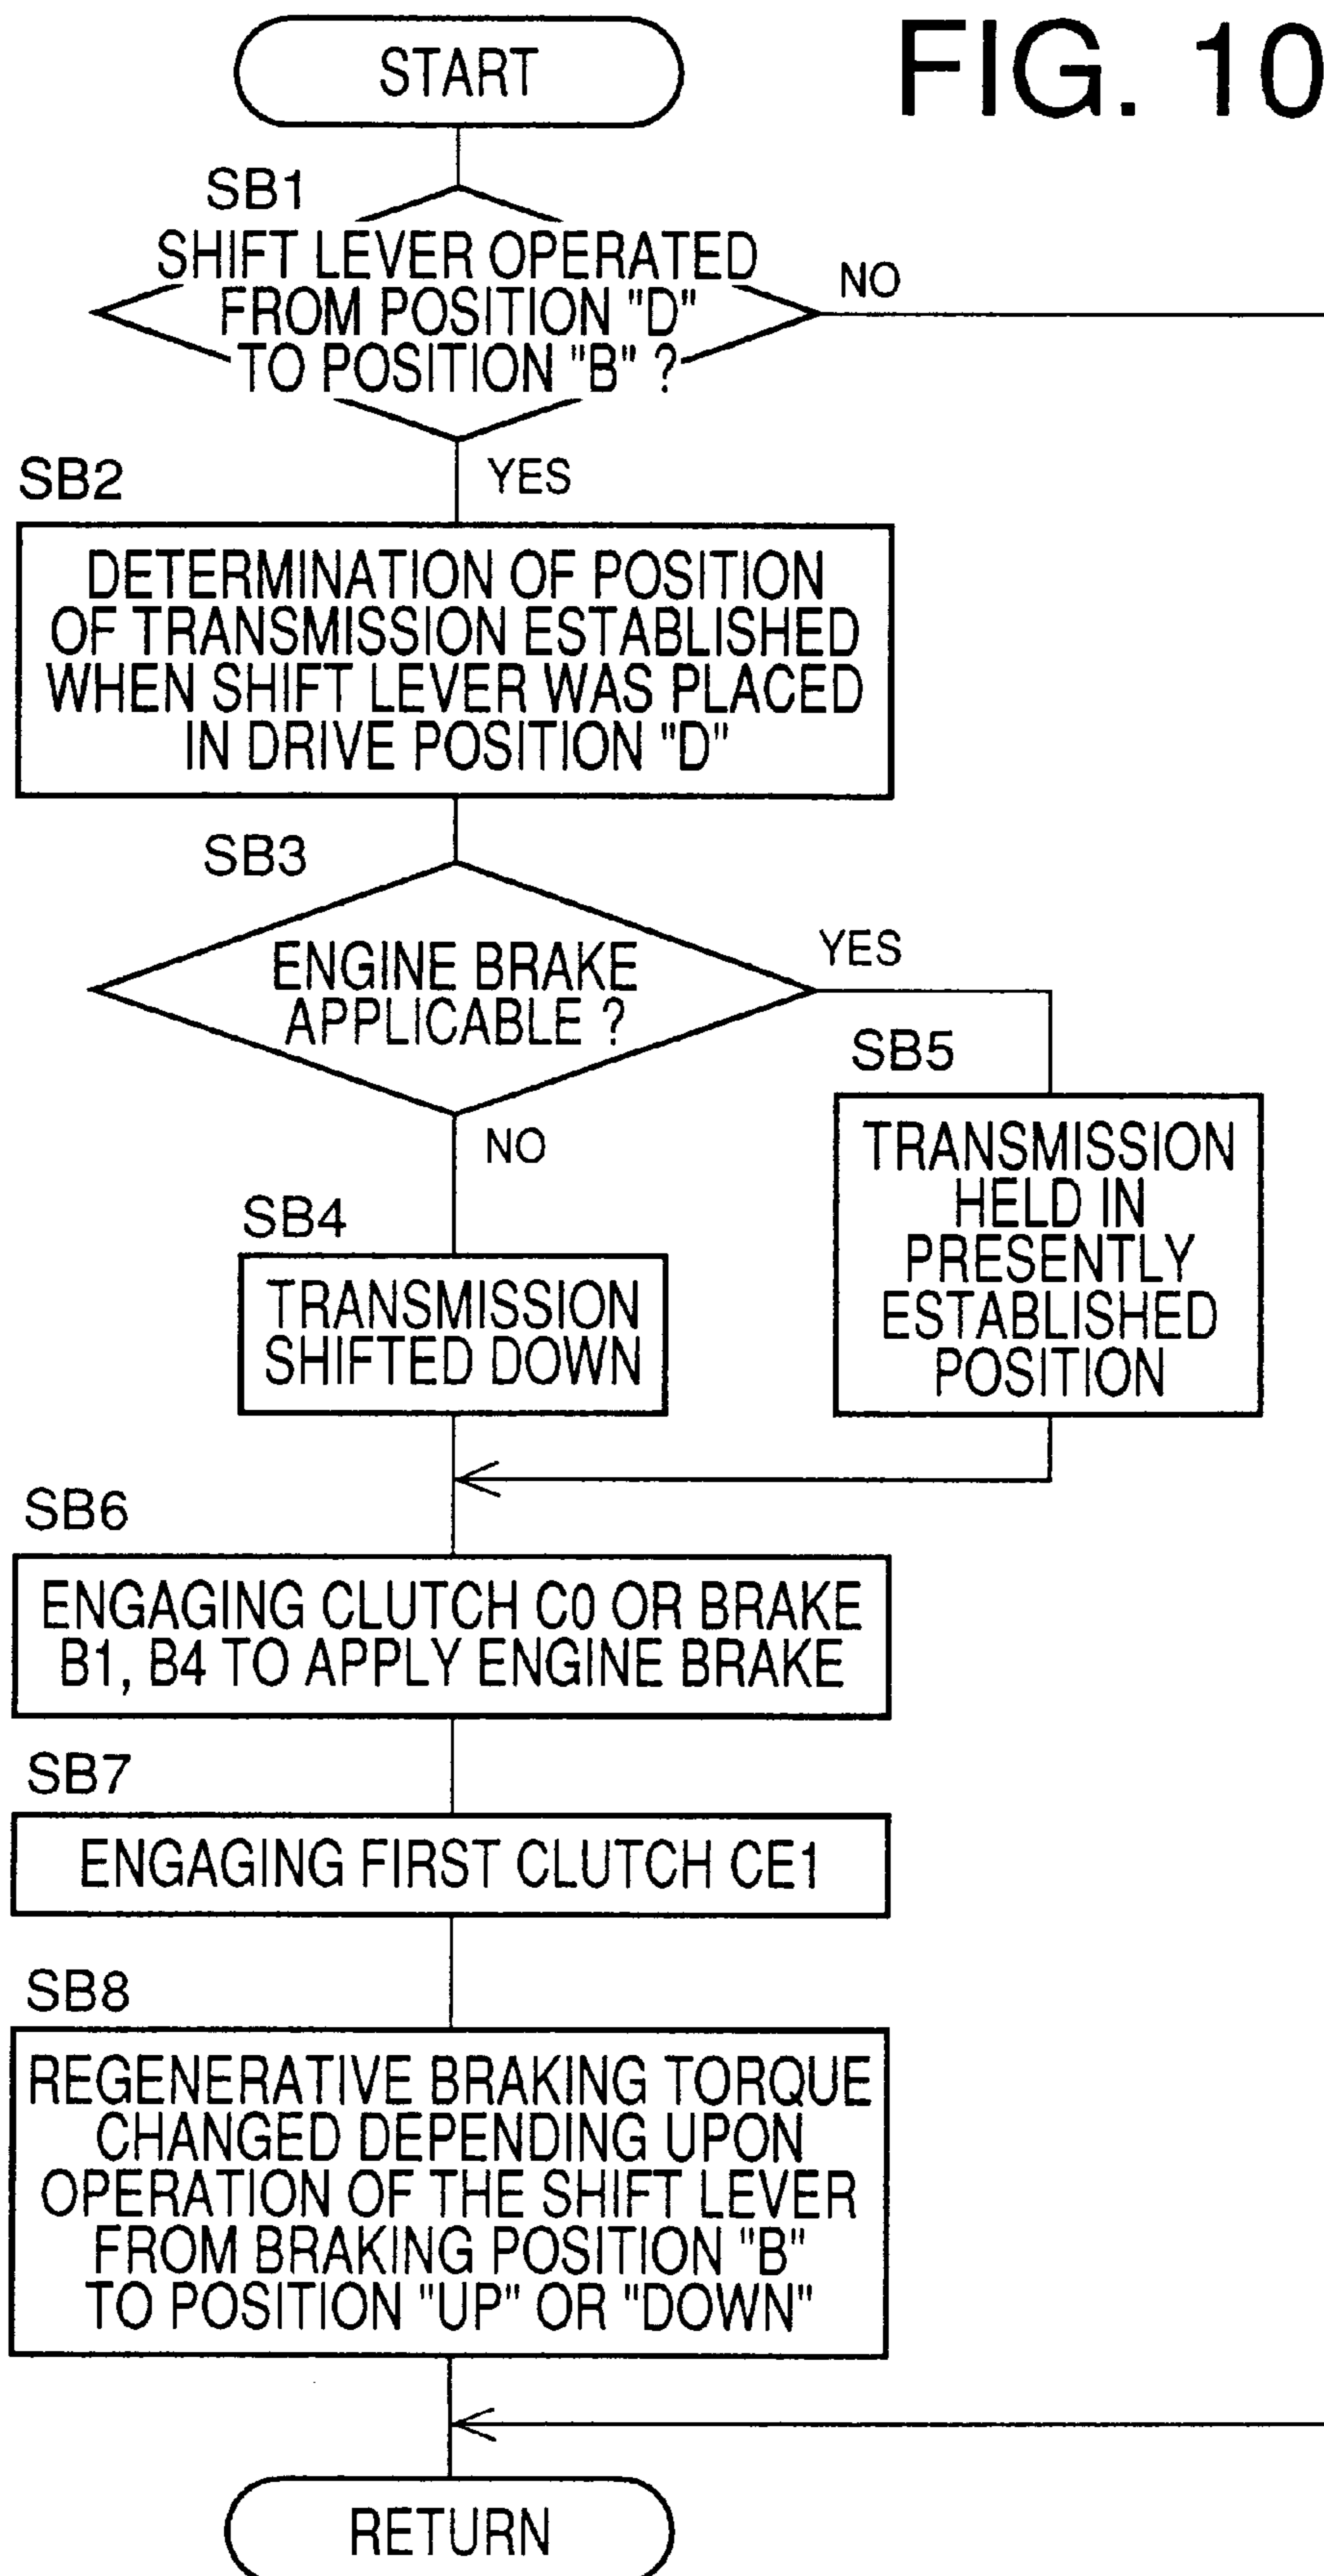 FIG. 10
START
SB1
SHIFT LEVER OPERATED
FROM POSITION "D"
TO POSITION "B" ?
NO
YES
SB2
DETERMINATION OF POSITION
OF TRANSMISSION ESTABLISHED
WHEN SHIFT LEVER WAS PLACED
IN DRIVE POSITION "D"
SB3
ENGINE BRAKE
APPLICABLE ?
YES
NO
SB5
TRANSMISSION
HELD IN
PRESENTLY
ESTABLISHED
POSITION
SB4
TRANSMISSION
SHIFTED DOWN
SB6
ENGAGING CLUTCH C0 OR BRAKE
B1, B4 TO APPLY ENGINE BRAKE
SB7
ENGAGING FIRST CLUTCH CE1
SB8
REGENERATIVE BRAKING TORQUE
CHANGED DEPENDING UPON
OPERATION OF THE SHIFT LEVER
FROM BRAKING POSITION "B"
TO POSITION "UP" OR "DOWN"
RETURN